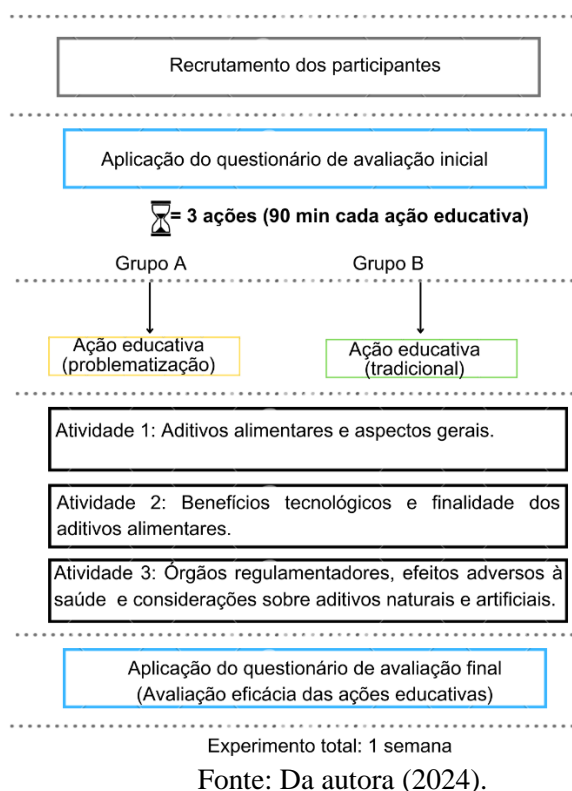 Recrutamento dos participantes
Aplicação do questionário de avaliação inicial
= 3 ações (90 min cada ação educativa)
Grupo A
Grupo B
Ação educativa
(problematização)
Ação educativa
(tradicional)
Atividade 1: Aditivos alimentares e aspectos gerais.
Atividade 2: Benefícios tecnológicos e finalidade dos
aditivos alimentares.
Atividade 3: Órgãos regulamentadores, efeitos adversos à
saúde e considerações sobre aditivos naturais e artificiais.
Aplicação do questionário de avaliação final
(Avaliação eficácia das ações educativas)
Experimento total: 1 semana
Fonte: Da autora (2024).